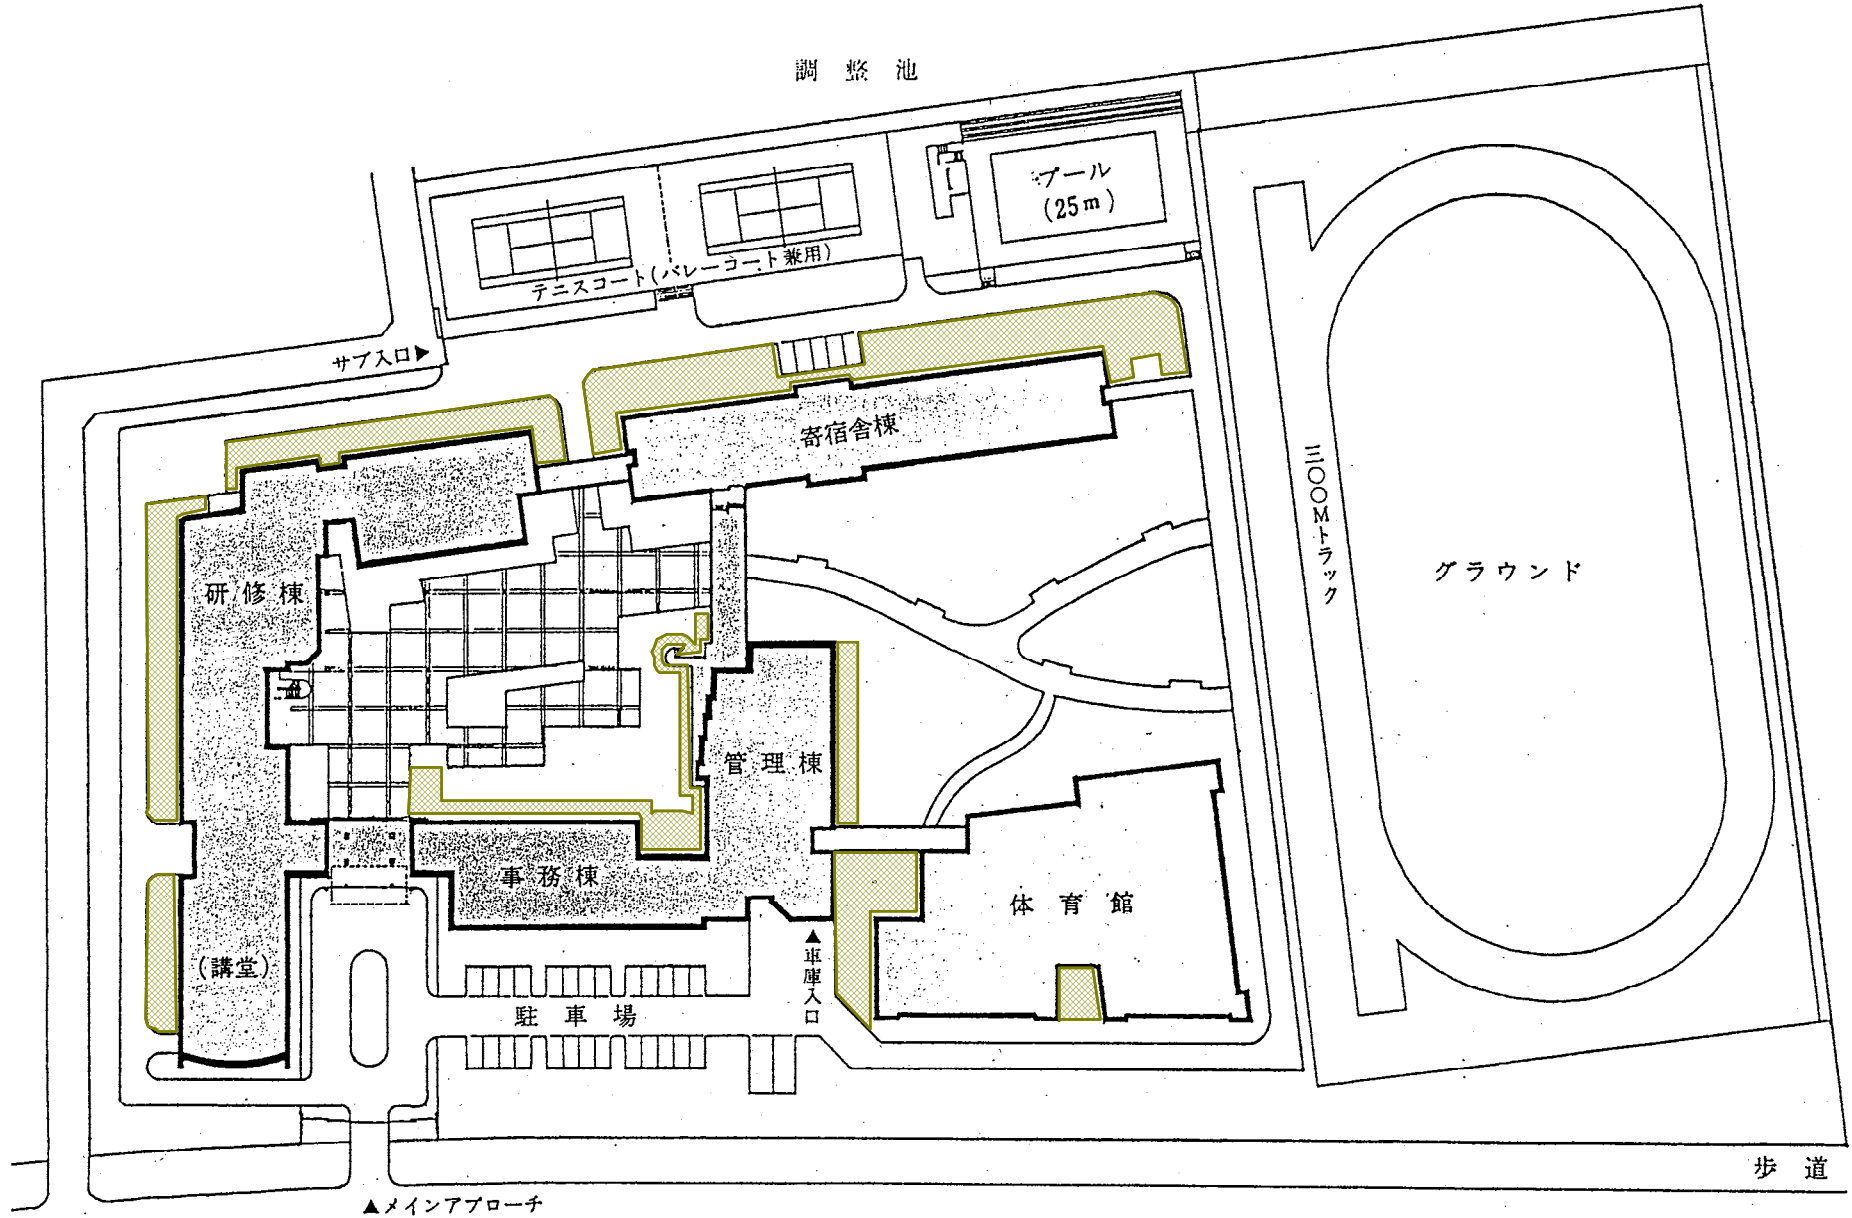 調整池
プール
(25m)
テニスコート(バレーコート兼用)
サブ入口▶
寄宿舎棟
三〇〇Mトラック
グラウンド
研修棟
管理棟
事務棟
体育館
(講堂)
▲車庫入口
駐車場
歩道
▲メインアプローチ